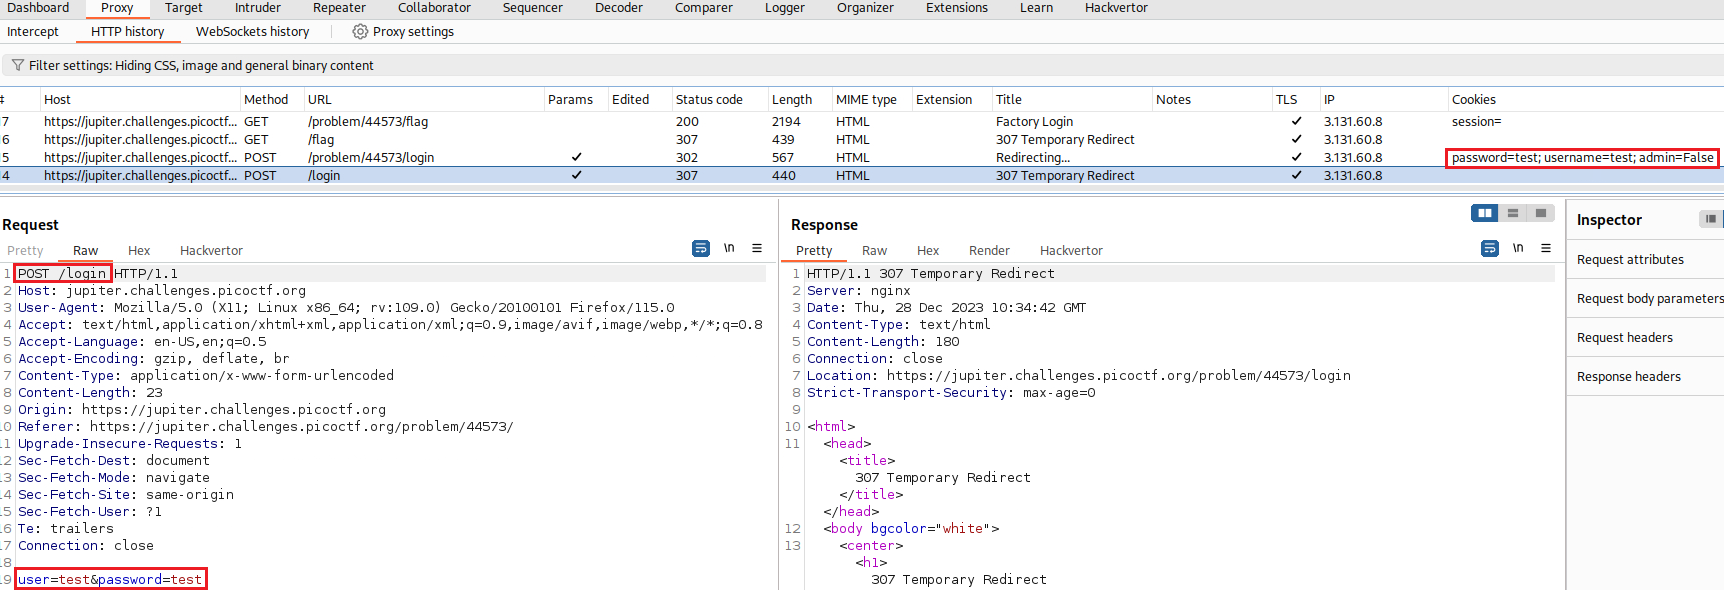 Dashboard Proxy Target Intruder Repeater Collaborator Sequencer Decoder Comparer Logger Organizer Extensions Learn Hackvertor
Intercept HTTP history WebSockets history Proxy settings
Filter settings: Hiding CSS, image and general binary content
# Host Method URL Params Edited Status code Length MIME type Extension Title Notes TLS IP Cookies
7 https://jupiter.challenges.picoctf... GET /problem/44573/flag 200 2194 HTML Factory Login ✓ 3.131.60.8 session=
6 https://jupiter.challenges.picoctf... GET /flag 307 439 HTML 307 Temporary Redirect ✓ 3.131.60.8
5 https://jupiter.challenges.picoctf... POST /problem/44573/login ✓ 302 567 HTML Redirecting... ✓ 3.131.60.8 password=test; username=test; admin=False
4 https://jupiter.challenges.picoctf... POST /login ✓ 307 440 HTML 307 Temporary Redirect ✓ 3.131.60.8
Request
Pretty Raw Hex Hackvertor \n
1 POST /login HTTP/1.1
2 Host: jupiter.challenges.picoctf.org
3 User-Agent: Mozilla/5.0 (X11; Linux x86_64; rv:109.0) Gecko/20100101 Firefox/115.0
4 Accept: text/html,application/xhtml+xml,application/xml;q=0.9,image/avif,image/webp,*/*;q=0.8
5 Accept-Language: en-US,en;q=0.5
6 Accept-Encoding: gzip, deflate, br
7 Content-Type: application/x-www-form-urlencoded
8 Content-Length: 23
9 Origin: https://jupiter.challenges.picoctf.org
10 Referer: https://jupiter.challenges.picoctf.org/problem/44573/
11 Upgrade-Insecure-Requests: 1
12 Sec-Fetch-Dest: document
13 Sec-Fetch-Mode: navigate
14 Sec-Fetch-Site: same-origin
15 Sec-Fetch-User: ?1
16 Te: trailers
17 Connection: close
18
19 user=test&password=test
Response
Pretty Raw Hex Render Hackvertor \n
1 HTTP/1.1 307 Temporary Redirect
2 Server: nginx
3 Date: Thu, 28 Dec 2023 10:34:42 GMT
4 Content-Type: text/html
5 Content-Length: 180
6 Connection: close
7 Location: https://jupiter.challenges.picoctf.org/problem/44573/login
8 Strict-Transport-Security: max-age=0
9
10 <html>
11 <head>
<title>
307 Temporary Redirect
</title>
</head>
12 <body bgcolor="white">
13 <center>
<h1>
307 Temporary Redirect
Inspector
Request attributes
Request body parameters
Request headers
Response headers